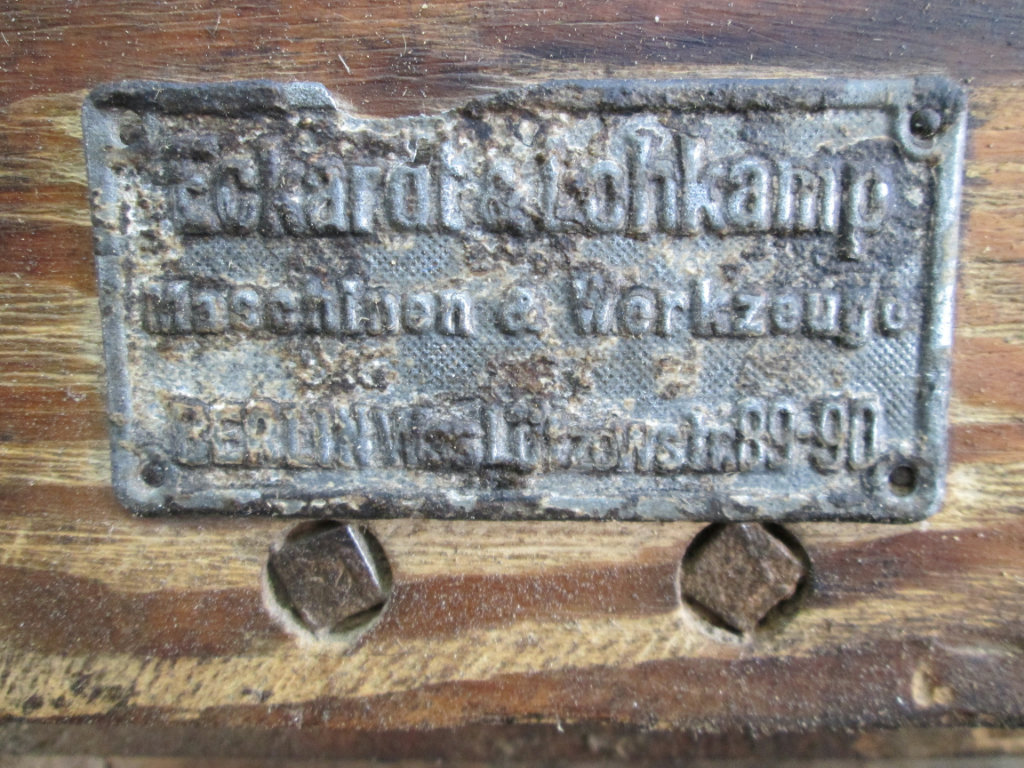 Eckardt & Lohkamp
Maschinen & Werkzeuge
BERLIN W. Lützowstr. 89-90